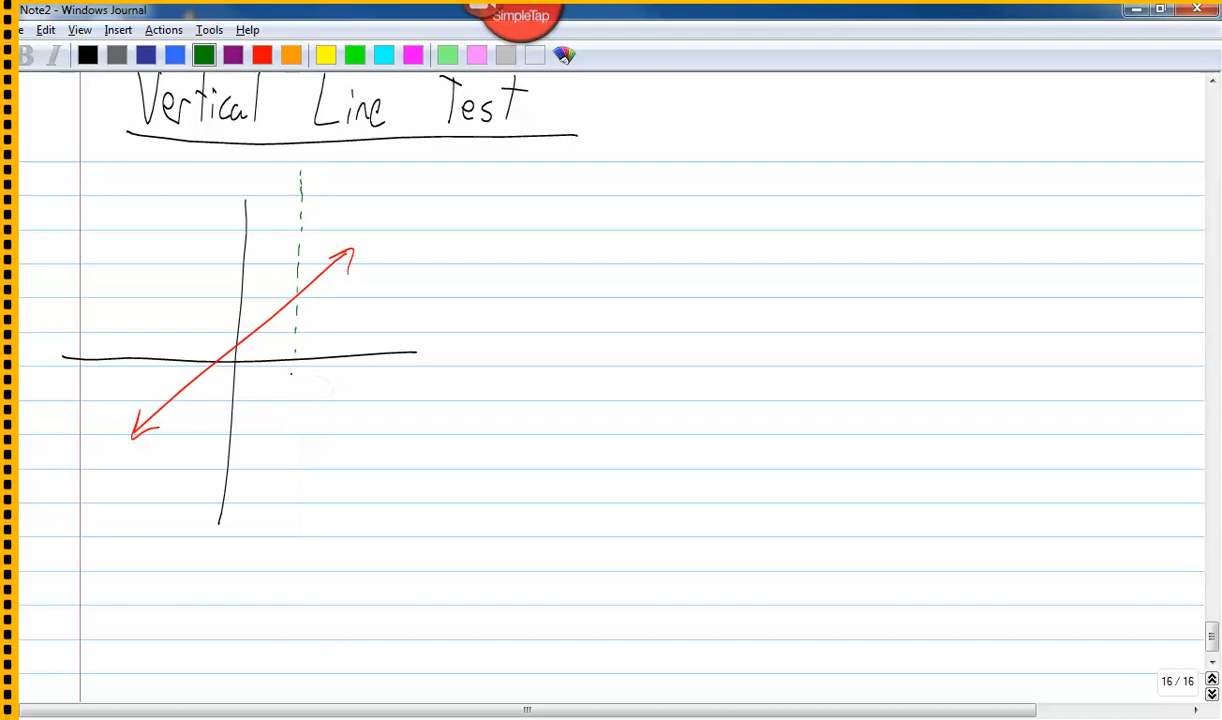 SimpleTap
Note2 - Windows Journal
Edit View Insert Actions Tools Help
B I
Vertical Line Test
16 / 16